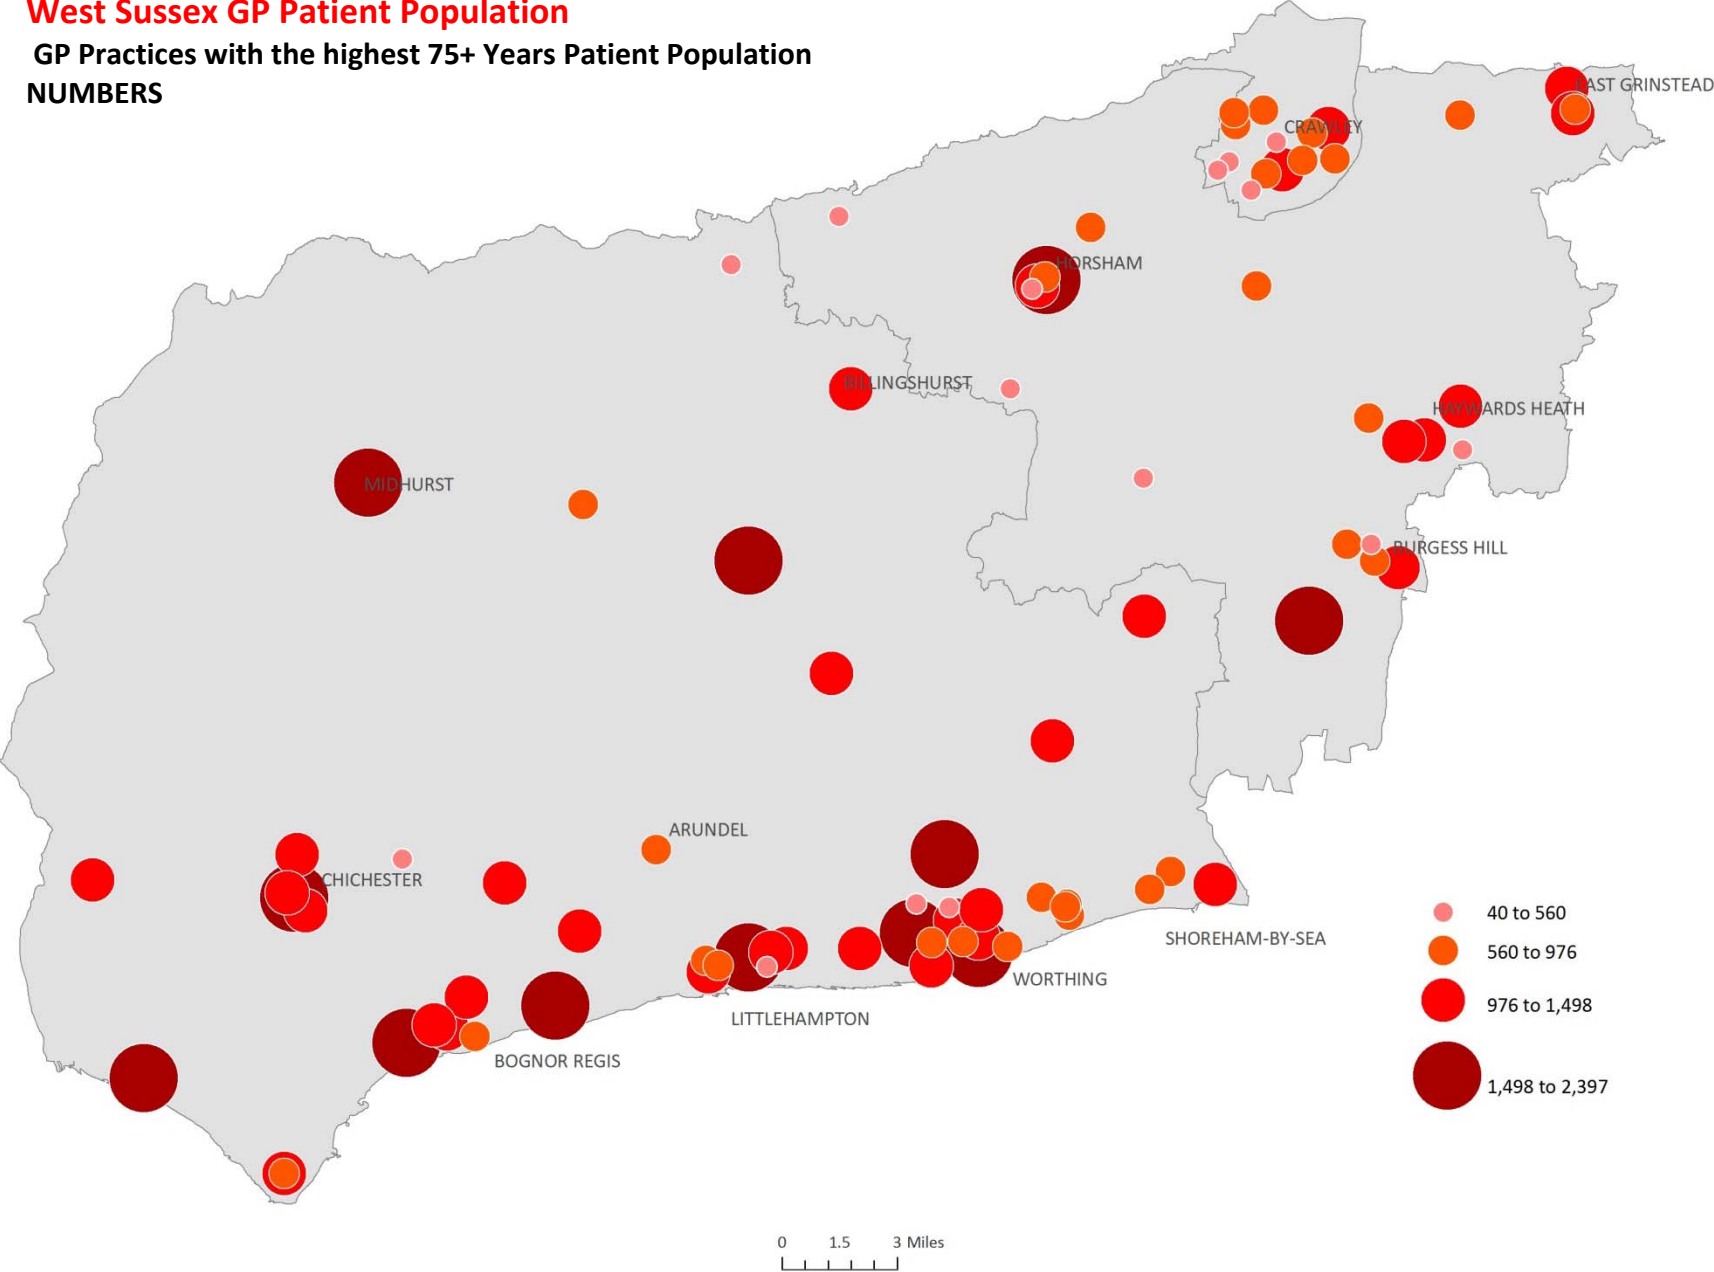 West Sussex GP Patient Population
GP Practices with the highest 75+ Years Patient Population
NUMBERS
EAST GRINSTEAD
CRAWLEY
HORSHAM
BILLINGSHURST
HAYWARDS HEATH
MIDHURST
BURGESS HILL
ARUNDEL
CHICHESTER
40 to 560
SHOREHAM-BY-SEA
560 to 976
WORTHING
976 to 1,498
LITTLEHAMPTON
BOGNOR REGIS
1,498 to 2,397
0 1.5 3 Miles